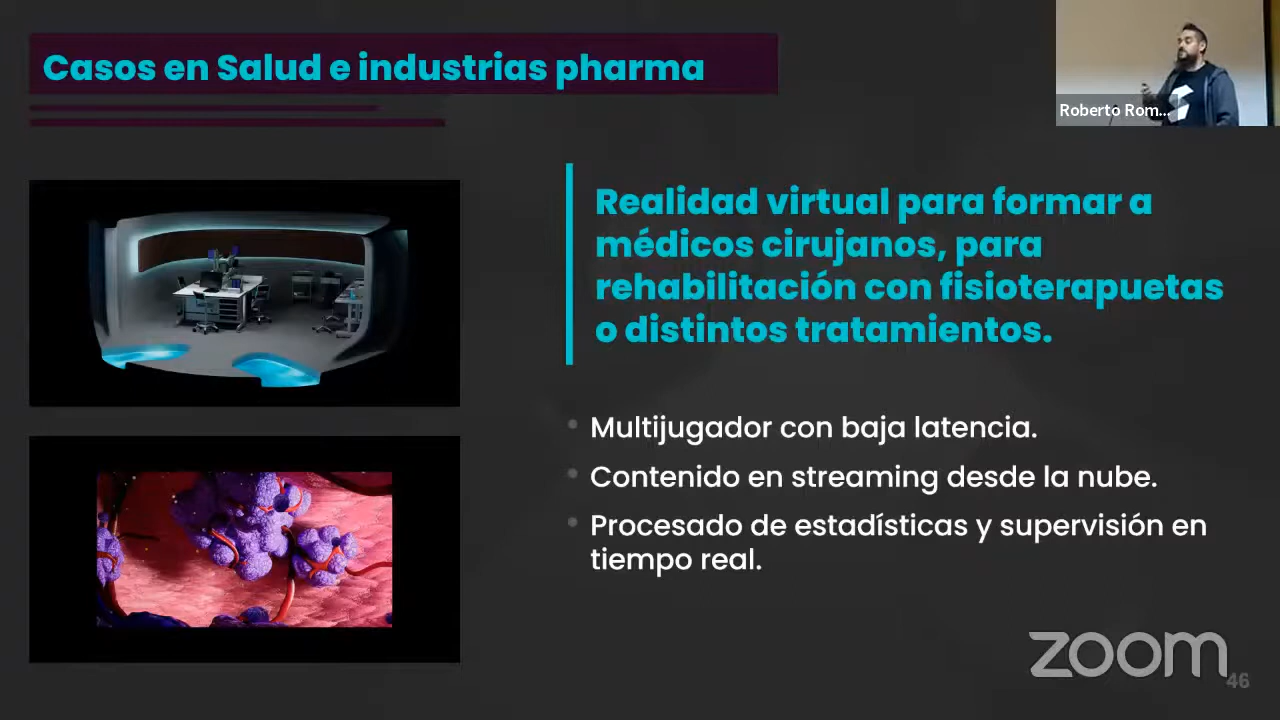 Casos en Salud e industrias pharma
Roberto Rom...
Realidad virtual para formar a
médicos cirujanos, para
rehabilitación con fisioterapuetas
o distintos tratamientos.
Multijugador con baja latencia.
Contenido en streaming desde la nube.
Procesado de estadísticas y supervisión en
tiempo real.
zoom
46